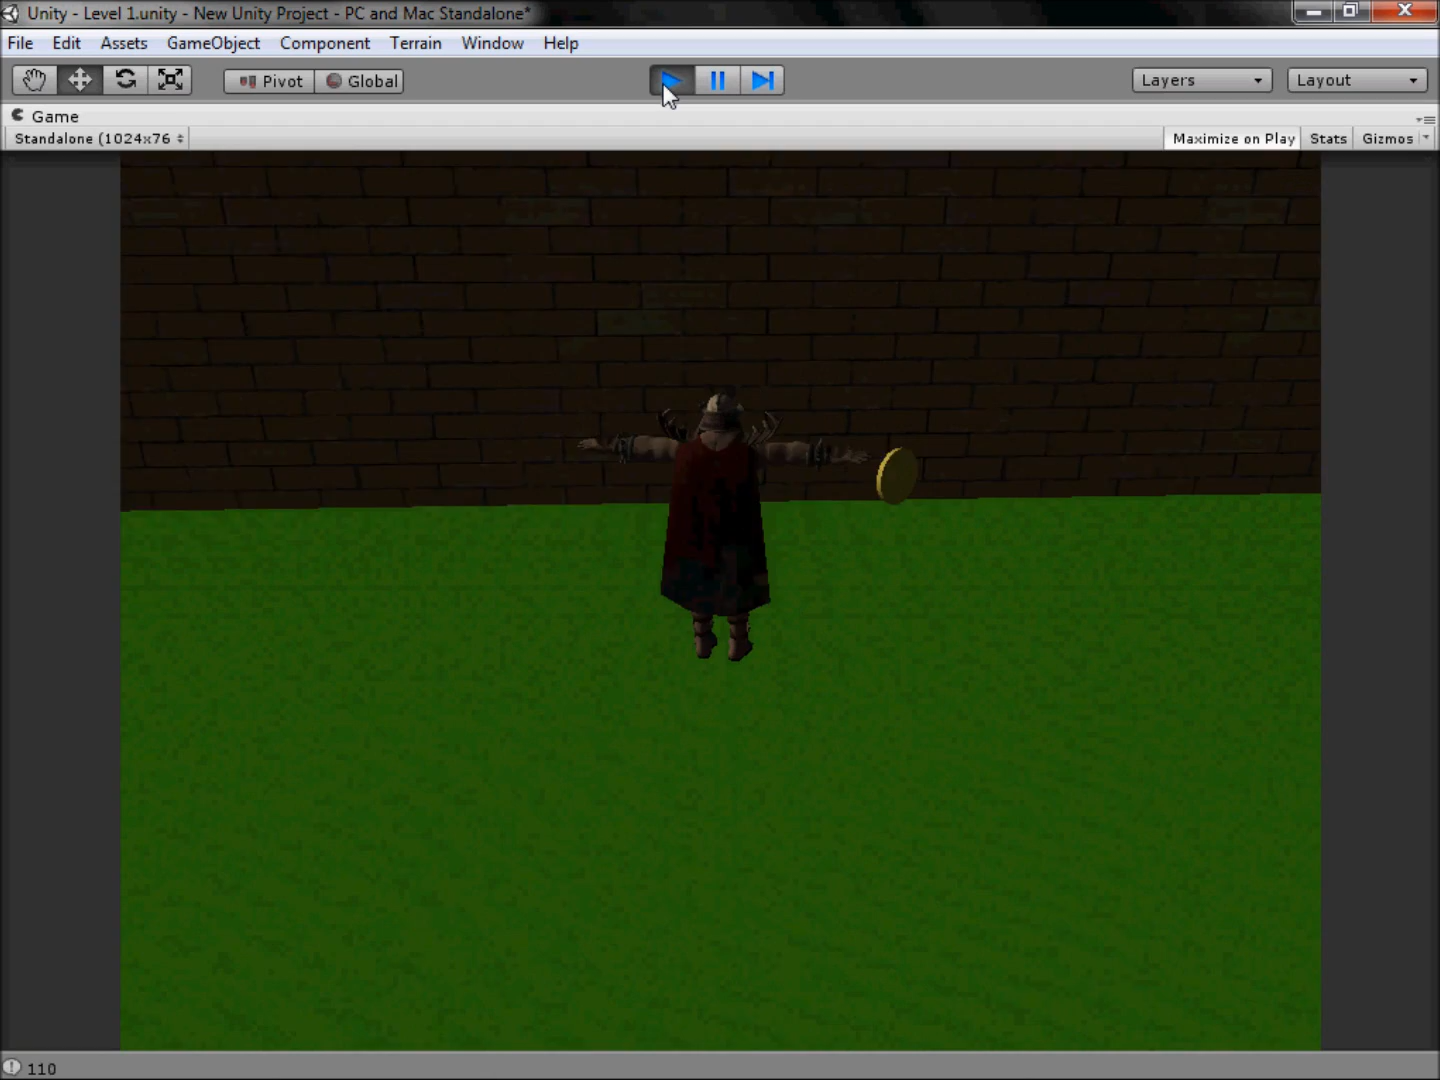 Unity - Level 1.unity - New Unity Project - PC and Mac Standalone*
File Edit Assets GameObject Component Terrain Window Help
Pivot Global Layers Layout
Game
Standalone (1024x76 Maximize on Play Stats Gizmos
110